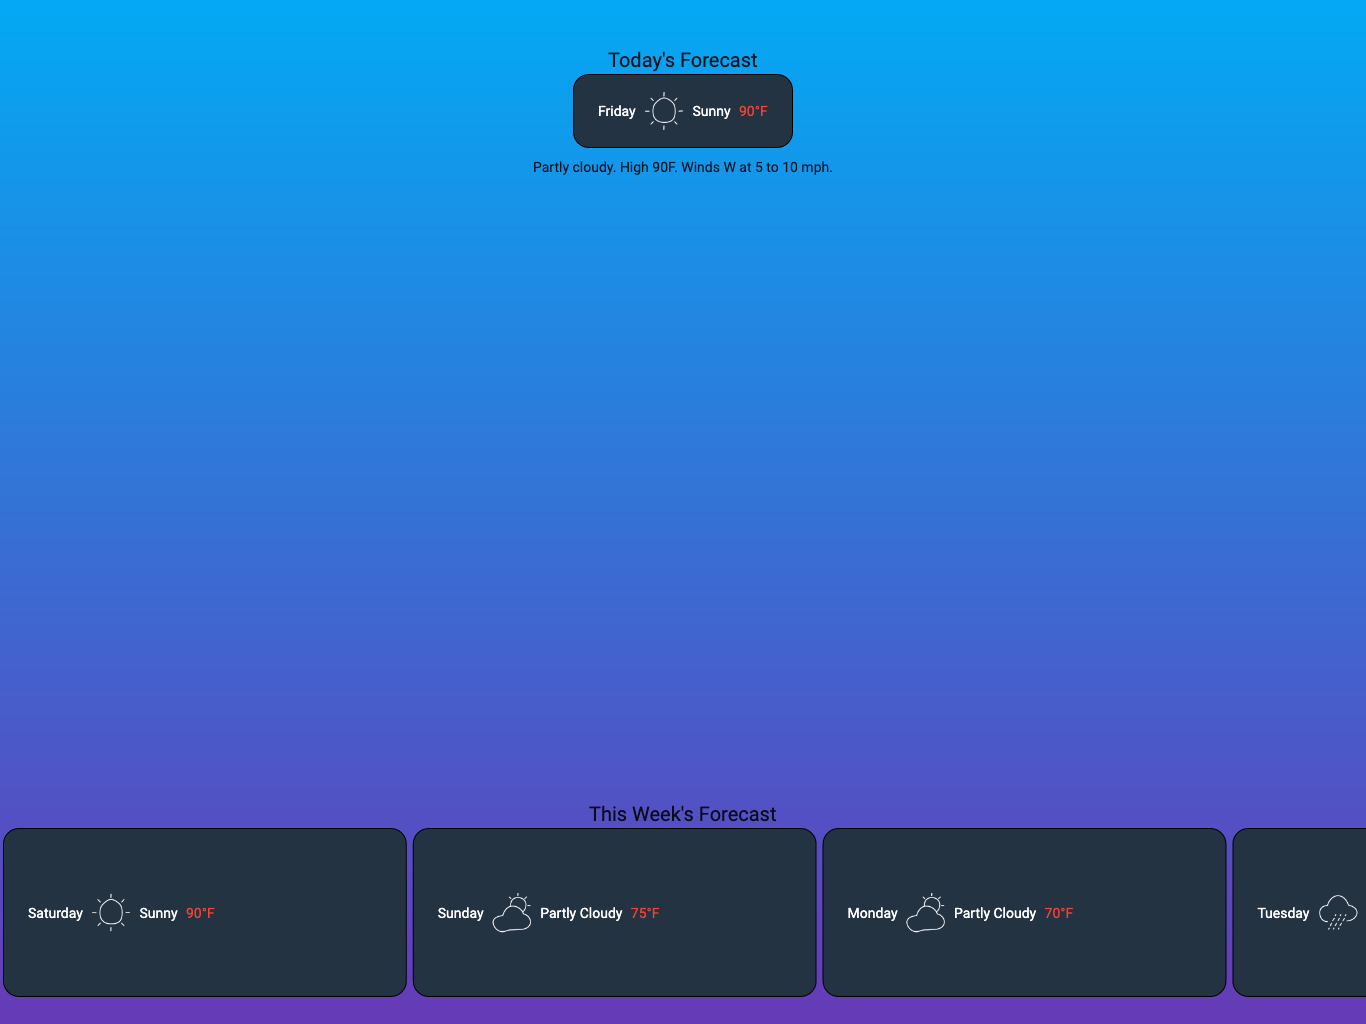 Today's Forecast
Friday Sunny 90°F
Partly cloudy. High 90F. Winds W at 5 to 10 mph.
This Week's Forecast
Saturday Sunny 90°F
Sunday Partly Cloudy 75°F
Monday Partly Cloudy 70°F
Tuesday